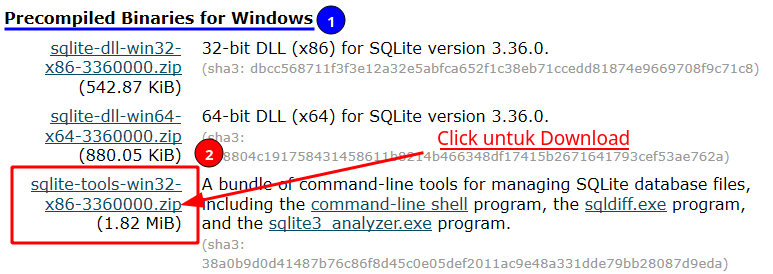 Precompiled Binaries for Windows 1
sqlite-dll-win32-x86-3360000.zip
(542.87 KiB)
32-bit DLL (x86) for SQLite version 3.36.0.
(sha3: dbcc568711f3f3e12a32e5abfca652f1c38eb71ccedd81874e9669708f9c71c8)
sqlite-dll-win64-x64-3360000.zip
(880.05 KiB)
64-bit DLL (x64) for SQLite version 3.36.0.
(sha3:
2
Click untuk Download
sqlite-tools-win32-x86-3360000.zip
(1.82 MiB)
A bundle of command-line tools for managing SQLite database files,
including the command-line shell program, the sqldiff.exe program,
and the sqlite3_analyzer.exe program.
(sha3:
38a0b9d0d41487b76c86f8d45c0e05def2011ac9e48a331dde79bb28087d9eda)